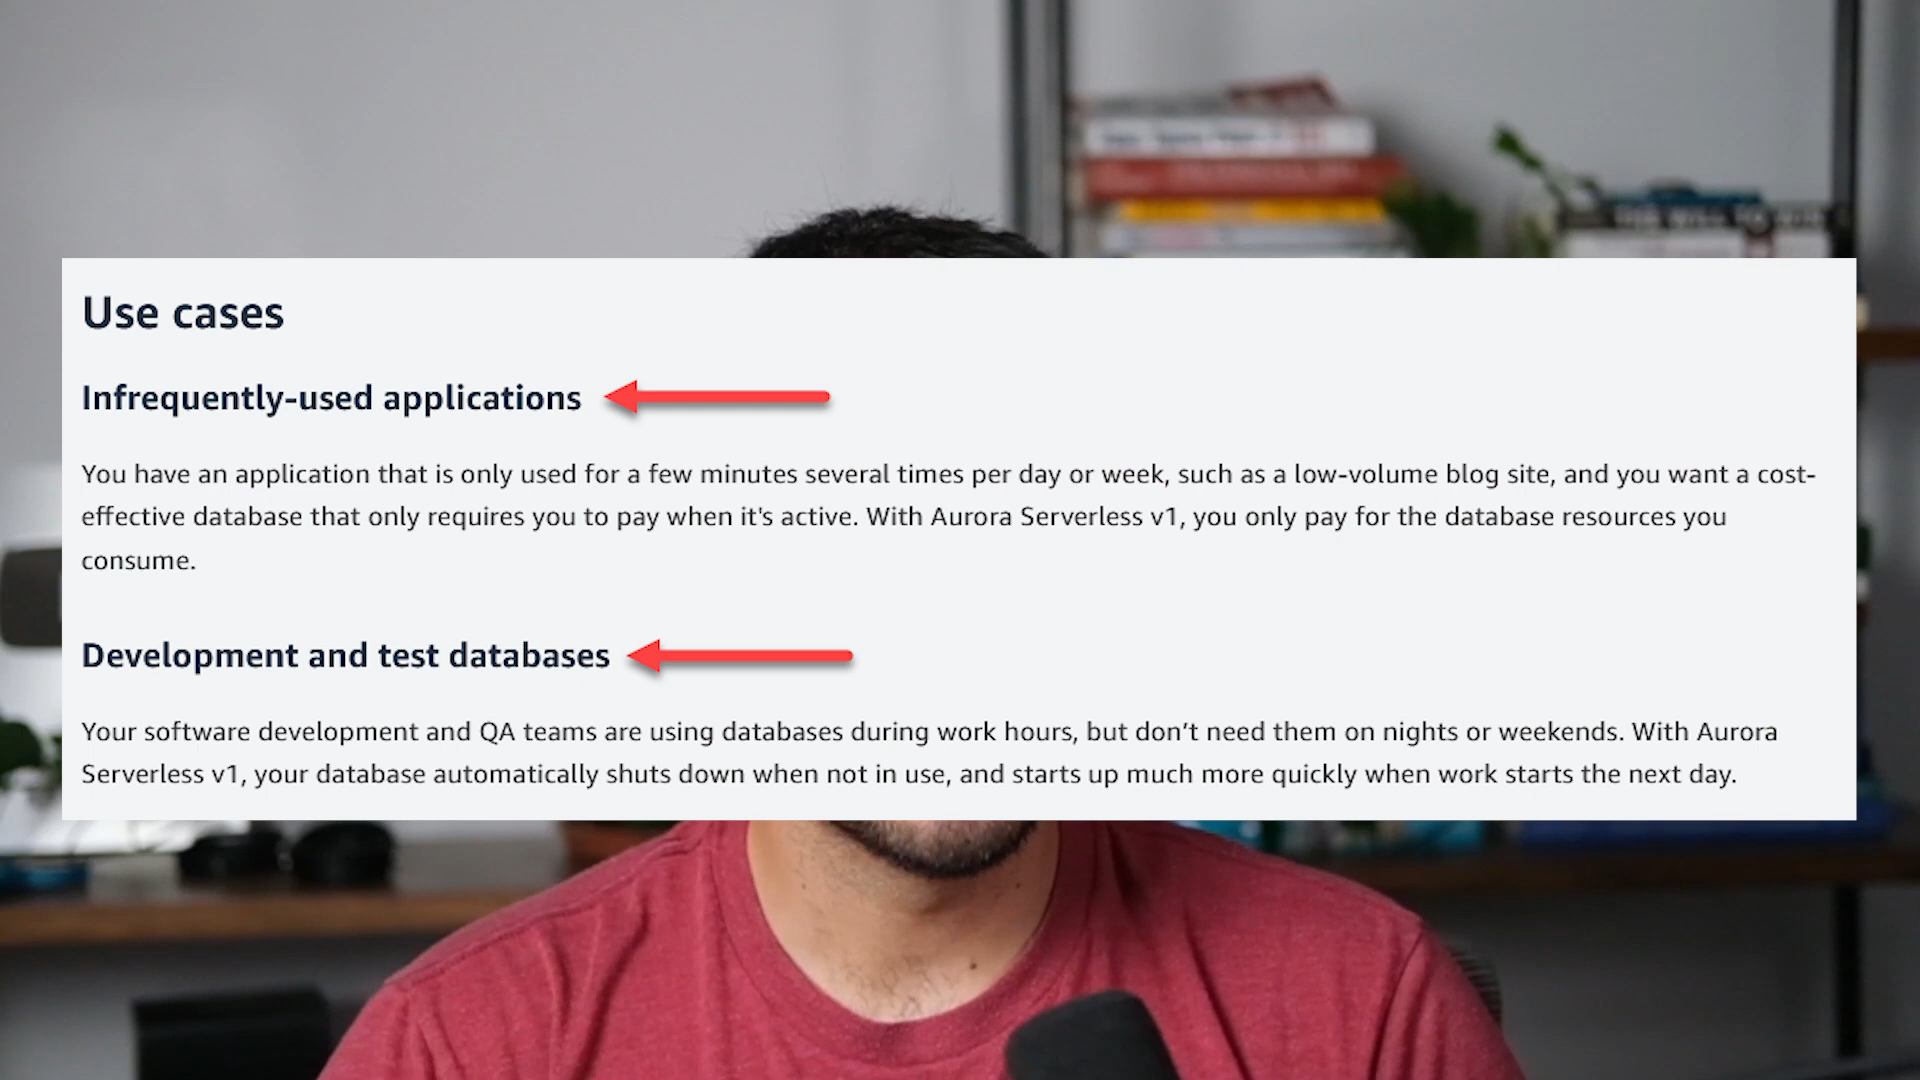 Use cases
Infrequently-used applications
You have an application that is only used for a few minutes several times per day or week, such as a low-volume blog site, and you want a cost-
effective database that only requires you to pay when it's active. With Aurora Serverless v1, you only pay for the database resources you
consume.
Development and test databases
Your software development and QA teams are using databases during work hours, but don’t need them on nights or weekends. With Aurora
Serverless v1, your database automatically shuts down when not in use, and starts up much more quickly when work starts the next day.